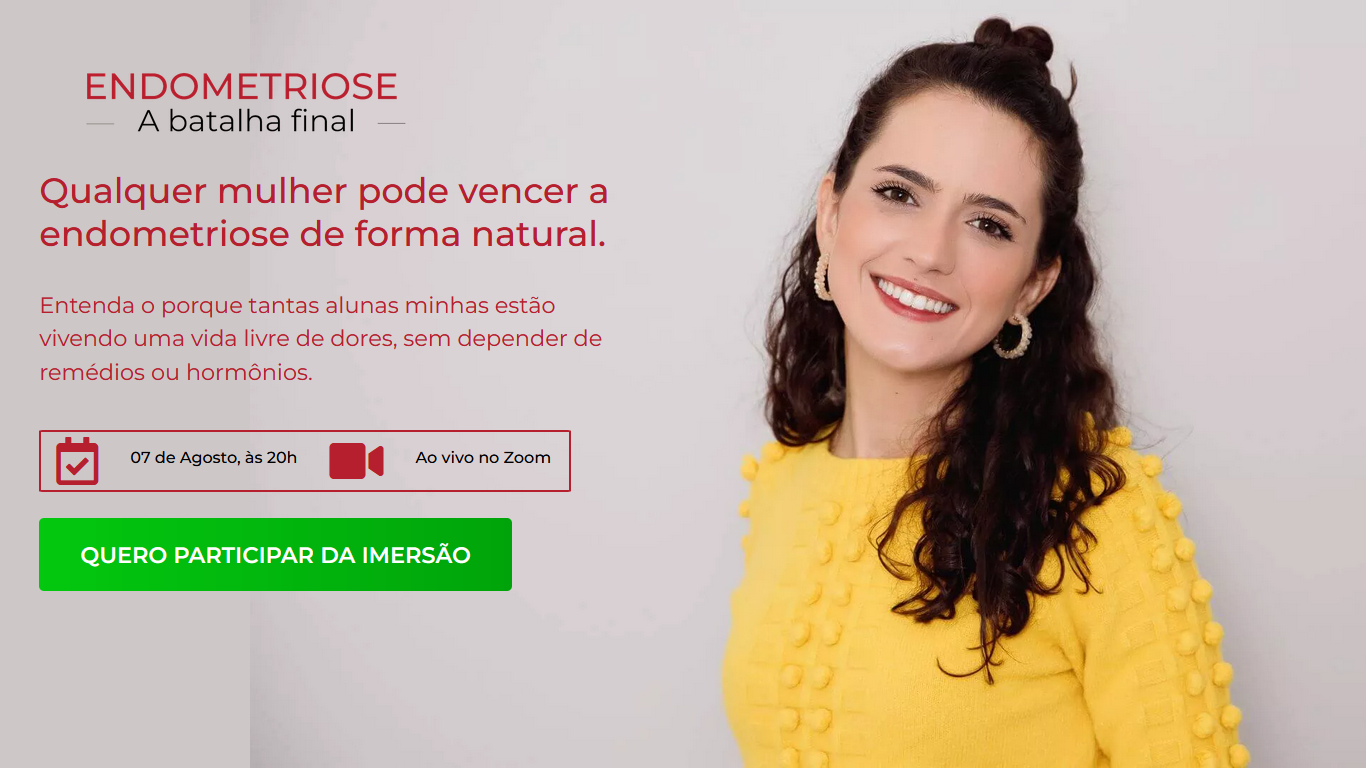 ENDOMETRIOSE
A batalha final
Qualquer mulher pode vencer a
endometriose de forma natural.
Entenda o porque tantas alunas minhas estão
vivendo uma vida livre de dores, sem depender de
remédios ou hormônios.
07 de Agosto, às 20h
Ao vivo no Zoom
QUERO PARTICIPAR DA IMERSÃO